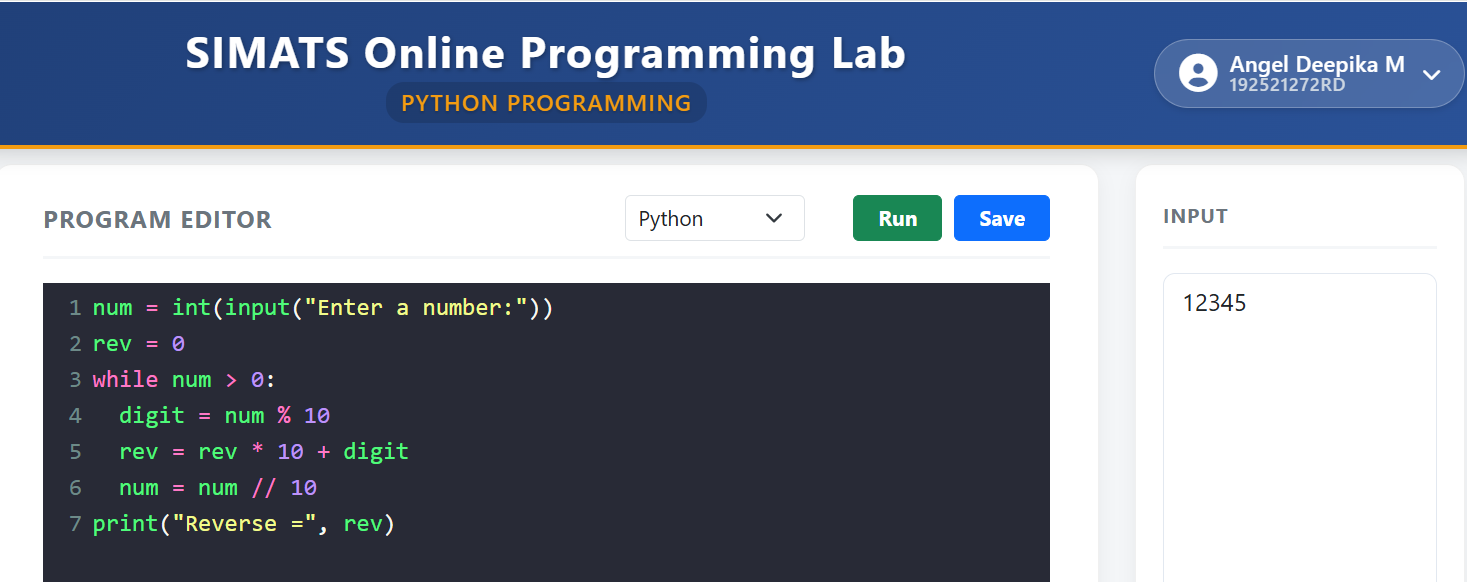 SIMATS Online Programming Lab
PYTHON PROGRAMMING
Angel Deepika M
192521272RD
PROGRAM EDITOR
Python
Run
Save
1 num = int(input("Enter a number:"))
2 rev = 0
3 while num > 0:
4   digit = num % 10
5   rev = rev * 10 + digit
6   num = num // 10
7 print("Reverse =", rev)
INPUT
12345